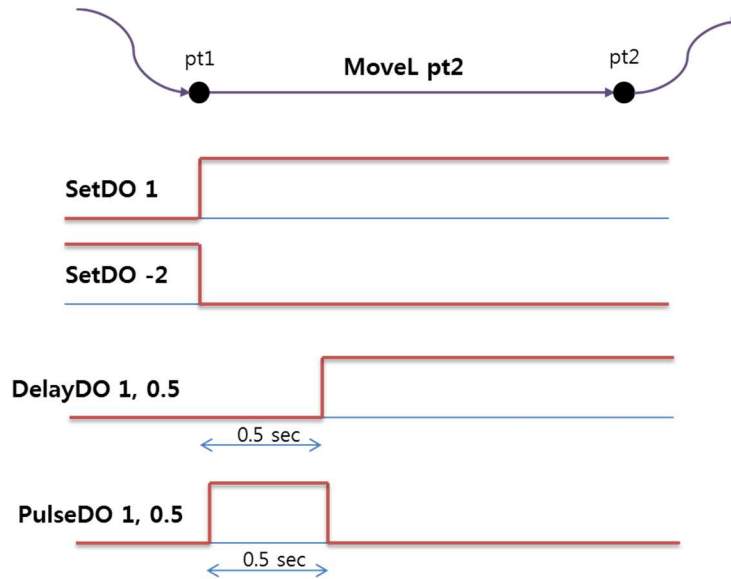 pt1
MoveL pt2
pt2
SetDO 1
SetDO -2
DelayDO 1, 0.5
0.5 sec
PulseDO 1, 0.5
0.5 sec